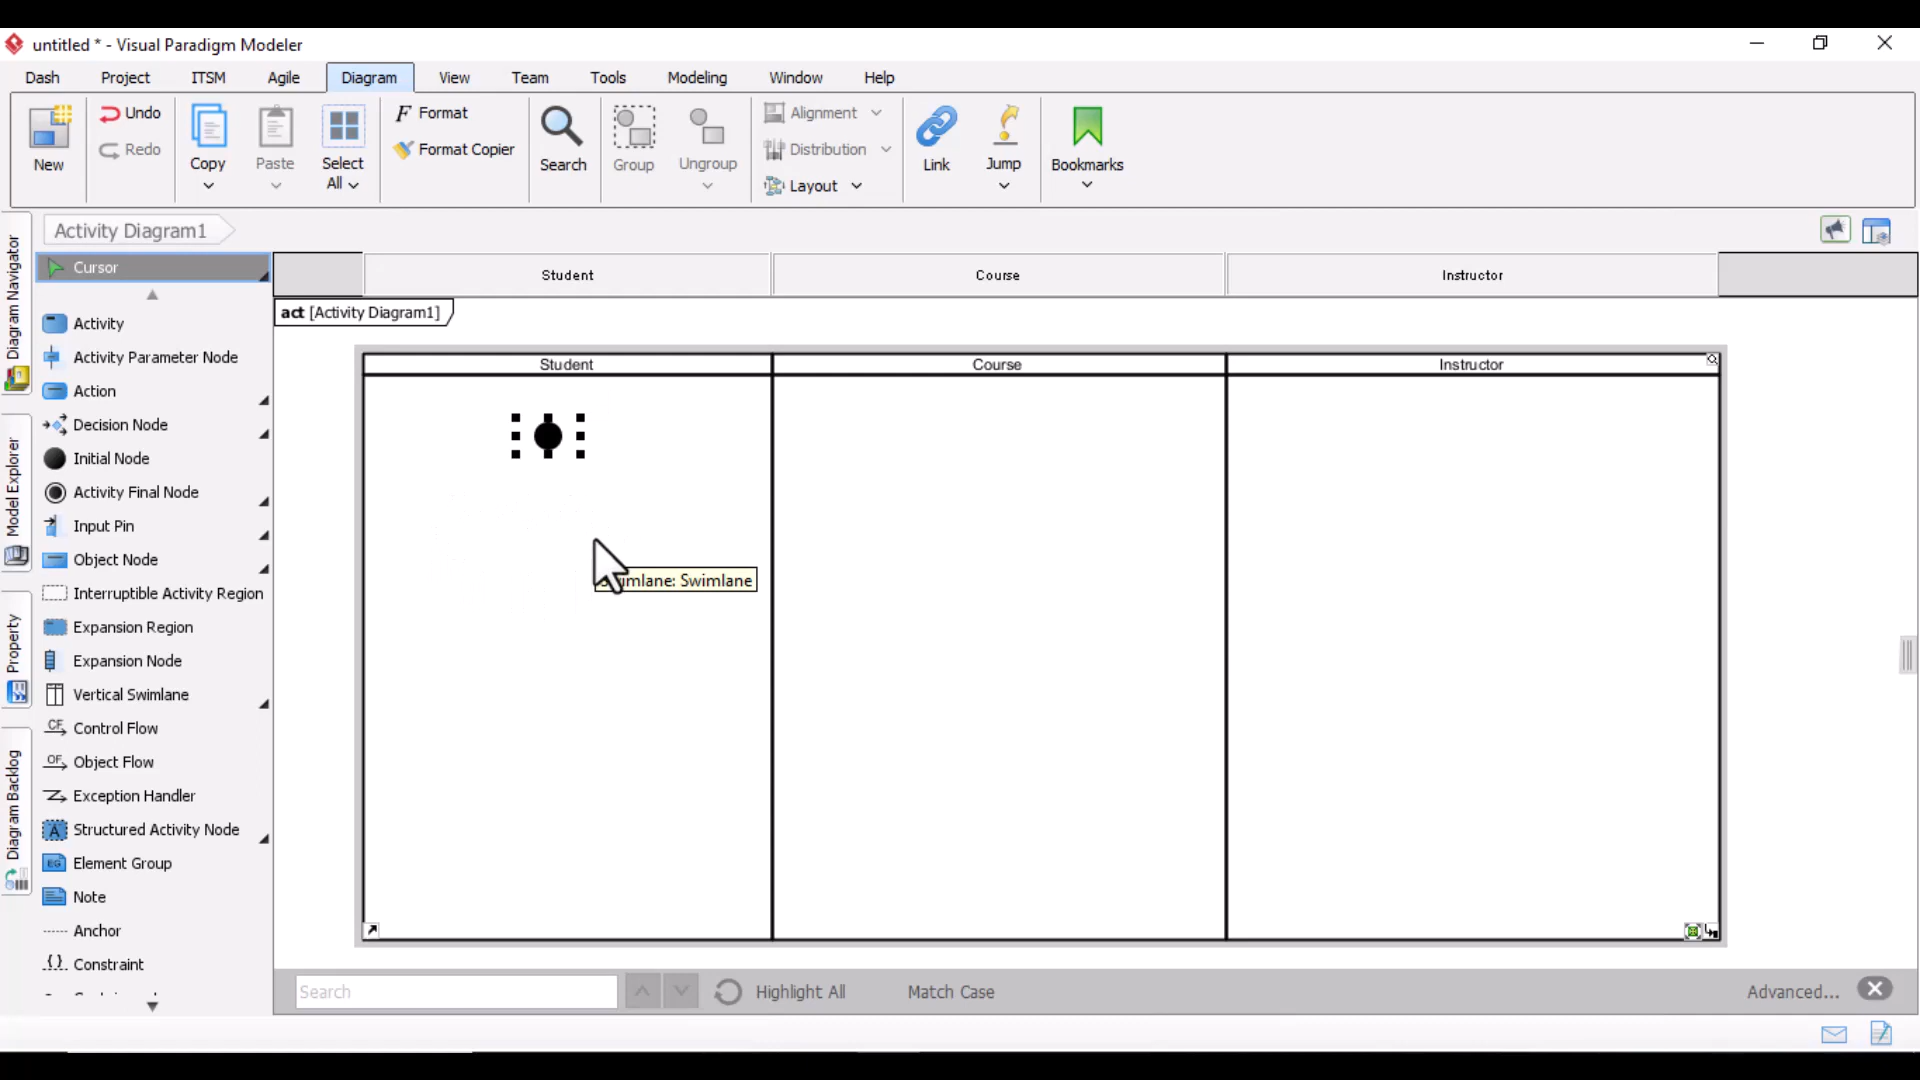 untitled * - Visual Paradigm Modeler
Dash Project ITSM Agile Diagram View Team Tools Modeling Window Help
New
Undo
Redo
Copy
Paste
Select All
Format
Format Copier
Search
Group
Ungroup
Alignment
Distribution
Layout
Link
Jump
Bookmarks
Activity Diagram1
Diagram Navigator
Model Explorer
Property
Diagram Backlog
Cursor
Activity
Activity Parameter Node
Action
Decision Node
Initial Node
Activity Final Node
Input Pin
Object Node
Interruptible Activity Region
Expansion Region
Expansion Node
Vertical Swimlane
CF Control Flow
OF Object Flow
Exception Handler
A Structured Activity Node
EG Element Group
Note
Anchor
{} Constraint
Student Course Instructor
act [Activity Diagram1]
Student Course Instructor
Swimlane
Search Highlight All Match Case Advanced...